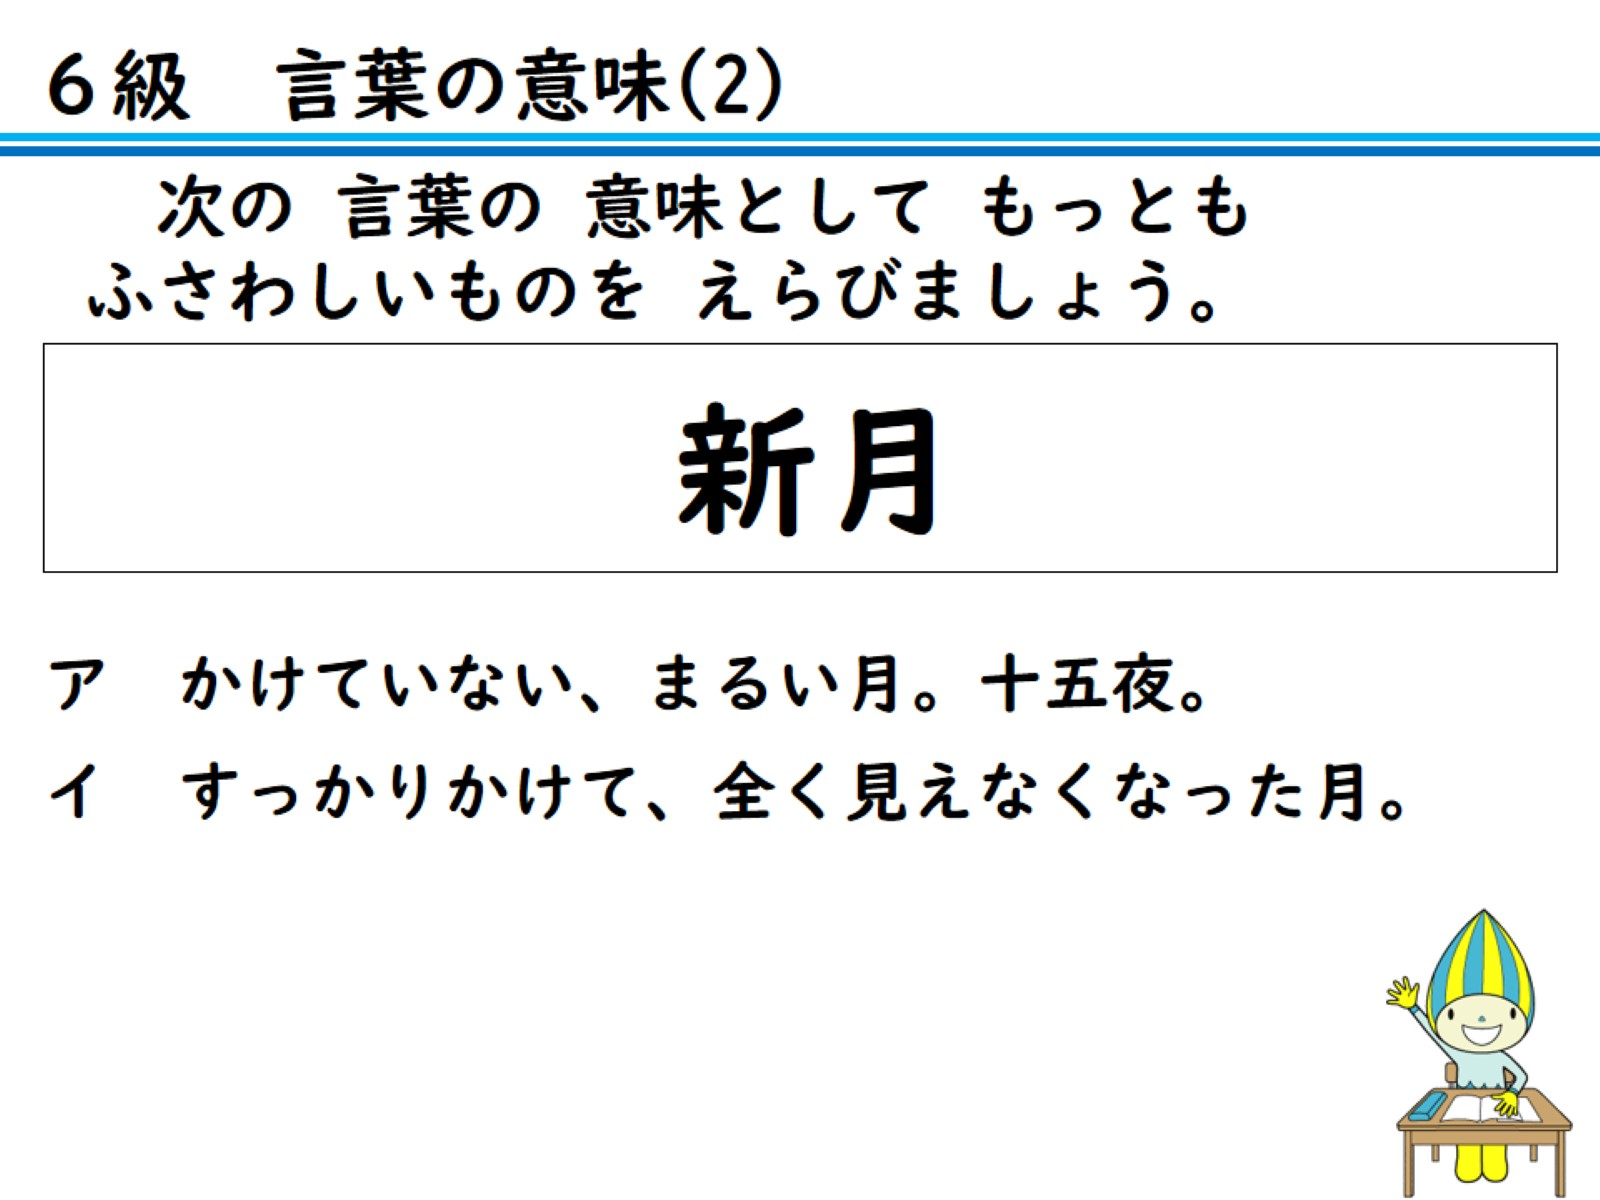 ６級　言葉の意味(2)
次の 言葉の 意味として もっとも
ふさわしいものを えらびましょう。
新月
ア　かけていない、まるい月。十五夜。
イ　すっかりかけて、全く見えなくなった月。